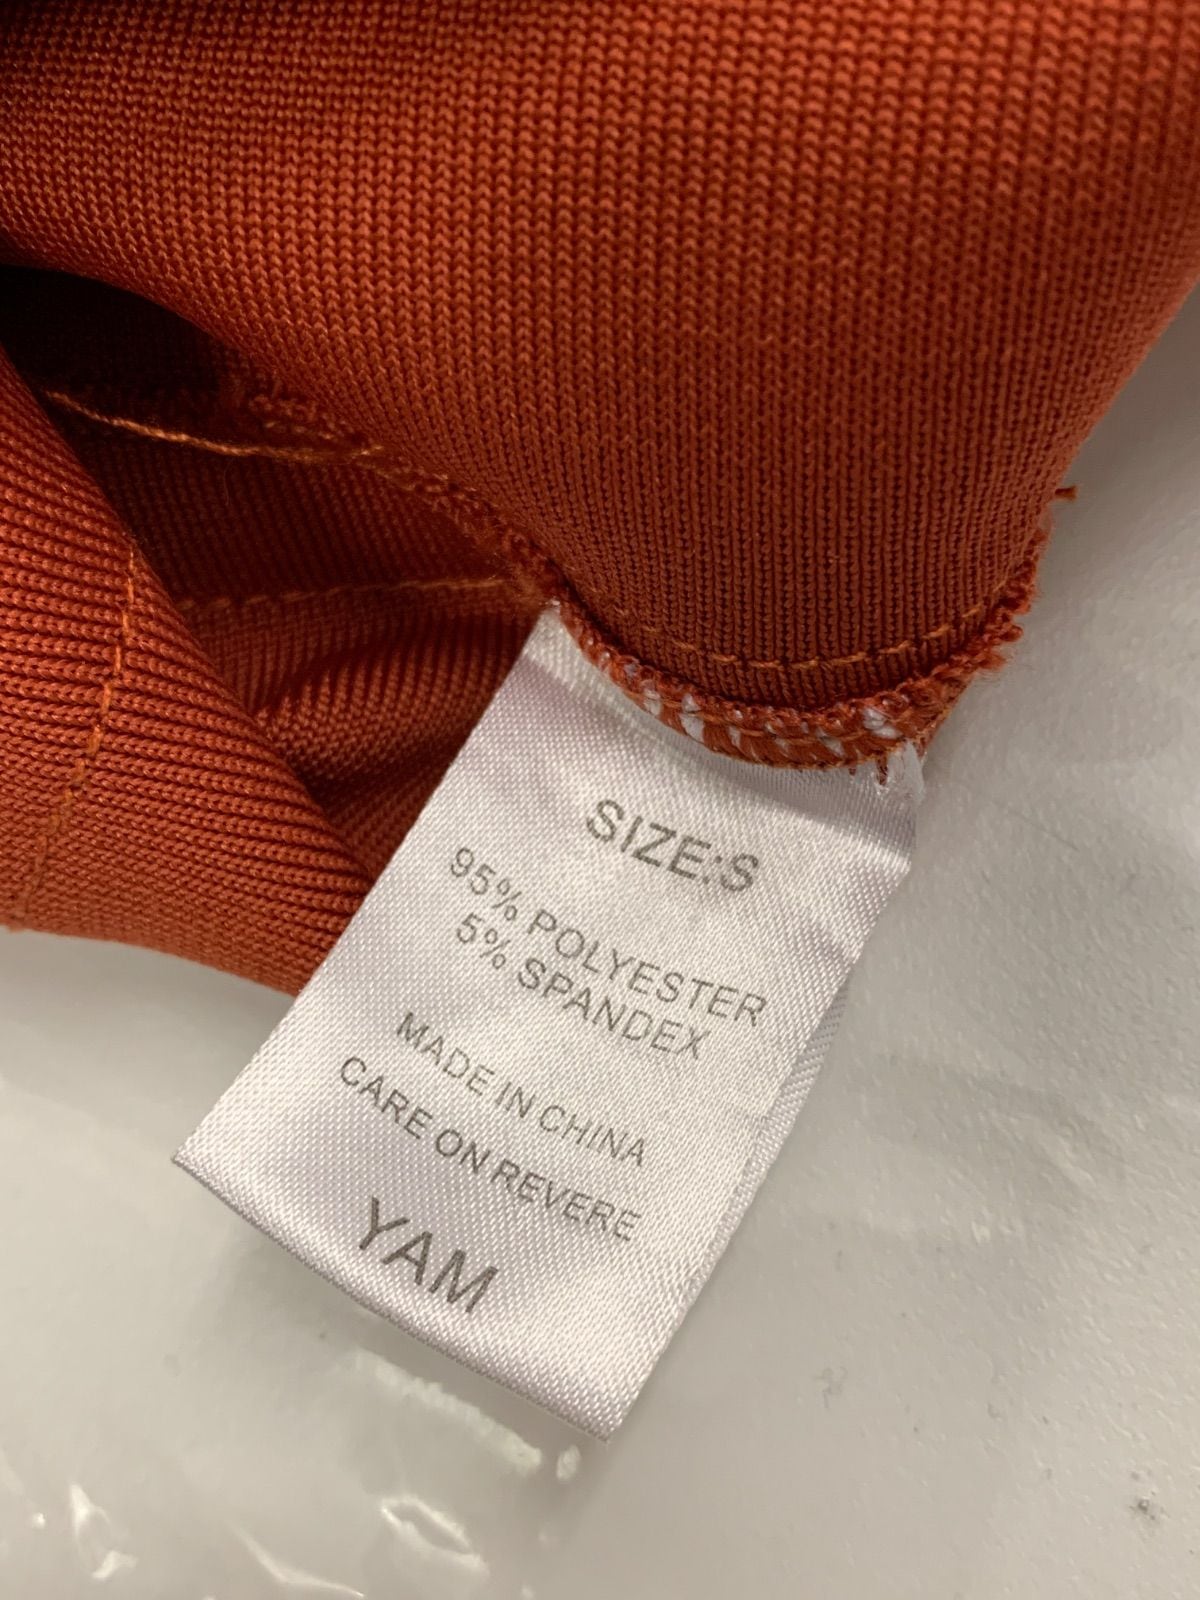 SIZE:S
95% POLYESTER
5% SPANDEX
MADE IN CHINA
CARE ON REVERE
YAM